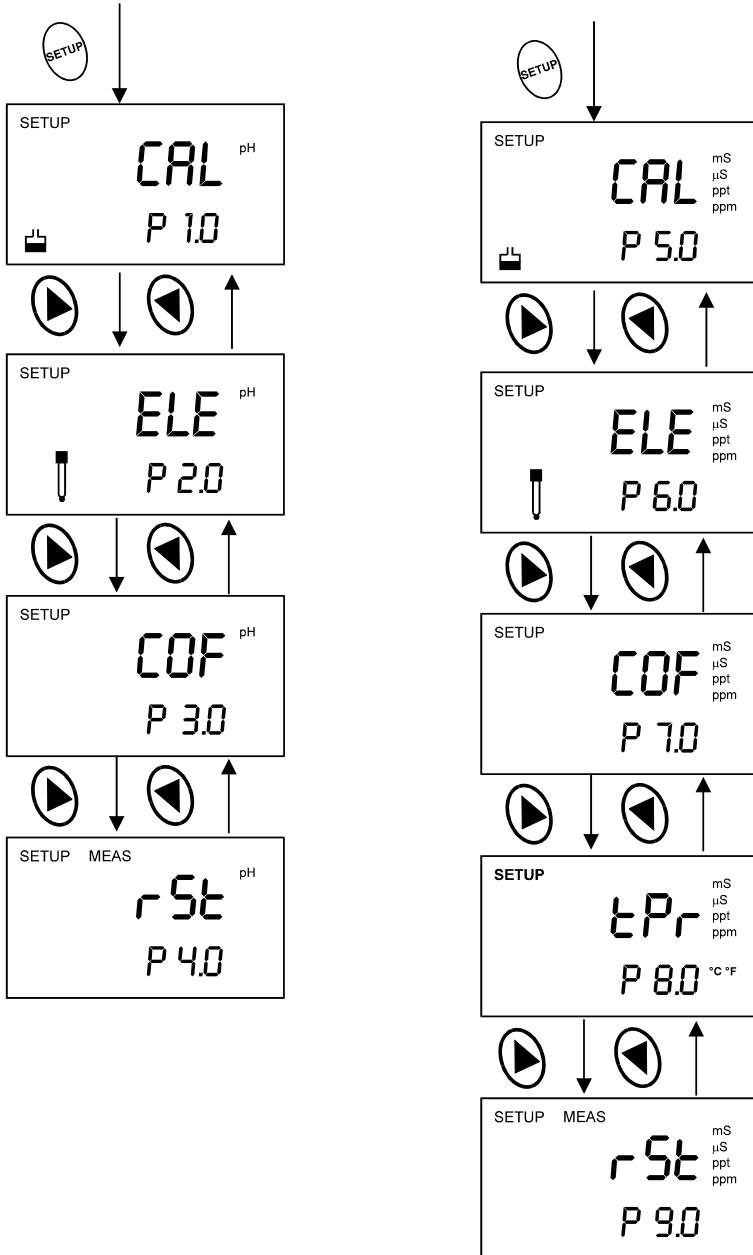 SETUP
SETUP
CAL pH
P 1.0
SETUP
ELE pH
P 2.0
SETUP
COF pH
P 3.0
SETUP MEAS
rSt pH
P 4.0
SETUP
SETUP
CAL
mS
µS
ppt
ppm
P 5.0
SETUP
ELE
mS
µS
ppt
ppm
P 6.0
SETUP
COF
mS
µS
ppt
ppm
P 7.0
SETUP
tPr
mS
µS
ppt
ppm
P 8.0 °C °F
SETUP MEAS
rSt
mS
µS
ppt
ppm
P 9.0